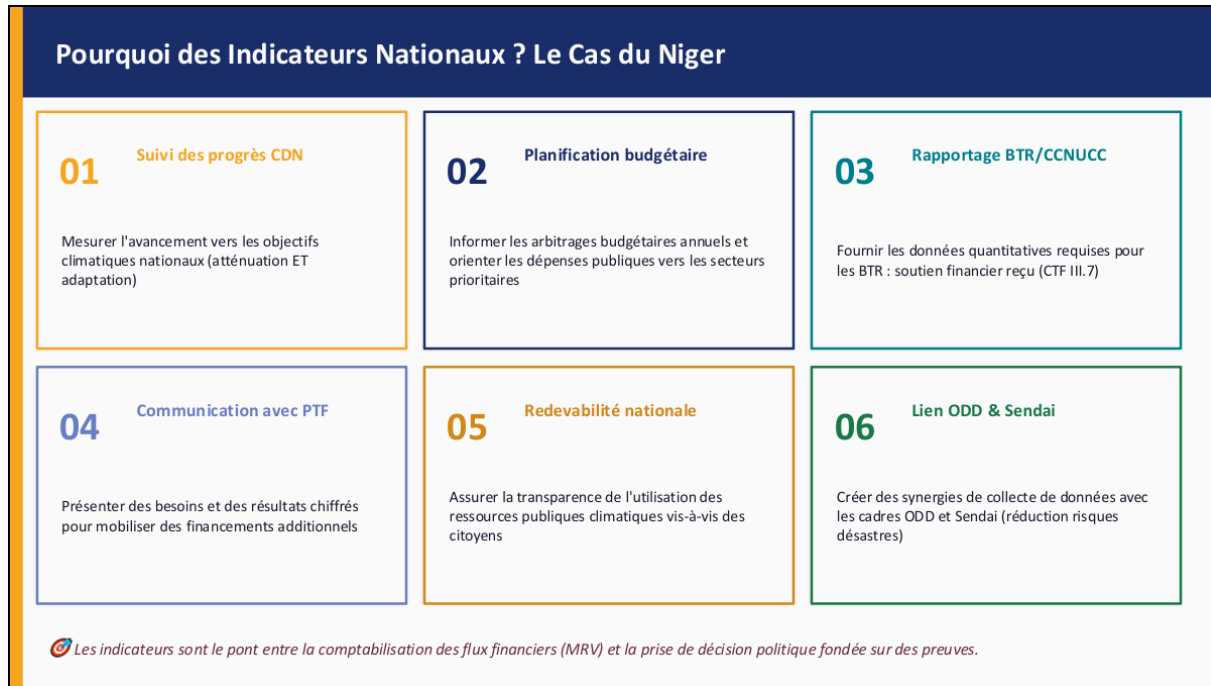 Pourquoi des Indicateurs Nationaux ? Le Cas du Niger
01
Suivi des progrès CDN
Mesurer l'avancement vers les objectifs
climatiques nationaux (atténuation ET
adaptation)
02
Planification budgétaire
Informer les arbitrages budgétaires annuels et
orienter les dépenses publiques vers les secteurs
prioritaires
03
Rapportage BTR/CCNUCC
Fournir les données quantitatives requises pour
les BTR : soutien financier reçu (CTF III.7)
04
Communication avec PTF
Présenter des besoins et des résultats chiffrés
pour mobiliser des financements additionnels
05
Redevabilité nationale
Assurer la transparence de l'utilisation des
ressources publiques climatiques vis-à-vis des
citoyens
06
Lien ODD & Sendai
Créer des synergies de collecte de données avec
les cadres ODD et Sendai (réduction risques
désastres)
Les indicateurs sont le pont entre la comptabilisation des flux financiers (MRV) et la prise de décision politique fondée sur des preuves.